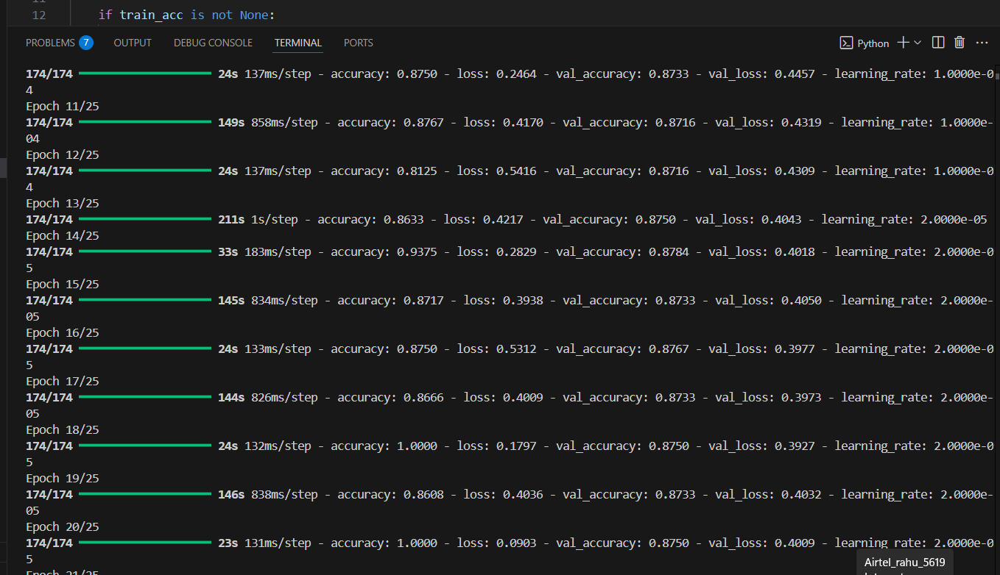 12 if train_acc is not None:
PROBLEMS 7 OUTPUT DEBUG CONSOLE TERMINAL PORTS Python
174/174 24s 137ms/step - accuracy: 0.8750 - loss: 0.2464 - val_accuracy: 0.8733 - val_loss: 0.4457 - learning_rate: 1.0000e-0
4
Epoch 11/25
174/174 149s 858ms/step - accuracy: 0.8767 - loss: 0.4170 - val_accuracy: 0.8716 - val_loss: 0.4319 - learning_rate: 1.0000e-
04
Epoch 12/25
174/174 24s 137ms/step - accuracy: 0.8125 - loss: 0.5416 - val_accuracy: 0.8716 - val_loss: 0.4309 - learning_rate: 1.0000e-0
4
Epoch 13/25
174/174 211s 1s/step - accuracy: 0.8633 - loss: 0.4217 - val_accuracy: 0.8750 - val_loss: 0.4043 - learning_rate: 2.0000e-05
Epoch 14/25
174/174 33s 183ms/step - accuracy: 0.9375 - loss: 0.2829 - val_accuracy: 0.8784 - val_loss: 0.4018 - learning_rate: 2.0000e-0
5
Epoch 15/25
174/174 145s 834ms/step - accuracy: 0.8717 - loss: 0.3938 - val_accuracy: 0.8733 - val_loss: 0.4050 - learning_rate: 2.0000e-
05
Epoch 16/25
174/174 24s 133ms/step - accuracy: 0.8750 - loss: 0.5312 - val_accuracy: 0.8767 - val_loss: 0.3977 - learning_rate: 2.0000e-0
5
Epoch 17/25
174/174 144s 826ms/step - accuracy: 0.8666 - loss: 0.4009 - val_accuracy: 0.8733 - val_loss: 0.3973 - learning_rate: 2.0000e-
05
Epoch 18/25
174/174 24s 132ms/step - accuracy: 1.0000 - loss: 0.1797 - val_accuracy: 0.8750 - val_loss: 0.3927 - learning_rate: 2.0000e-0
5
Epoch 19/25
174/174 146s 838ms/step - accuracy: 0.8608 - loss: 0.4036 - val_accuracy: 0.8733 - val_loss: 0.4032 - learning_rate: 2.0000e-
05
Epoch 20/25
174/174 23s 131ms/step - accuracy: 1.0000 - loss: 0.0903 - val_accuracy: 0.8750 - val_loss: 0.4009 - learning_rate: 2.0000e-0
5
Airtel_rahu_5619
Epoch 21/25